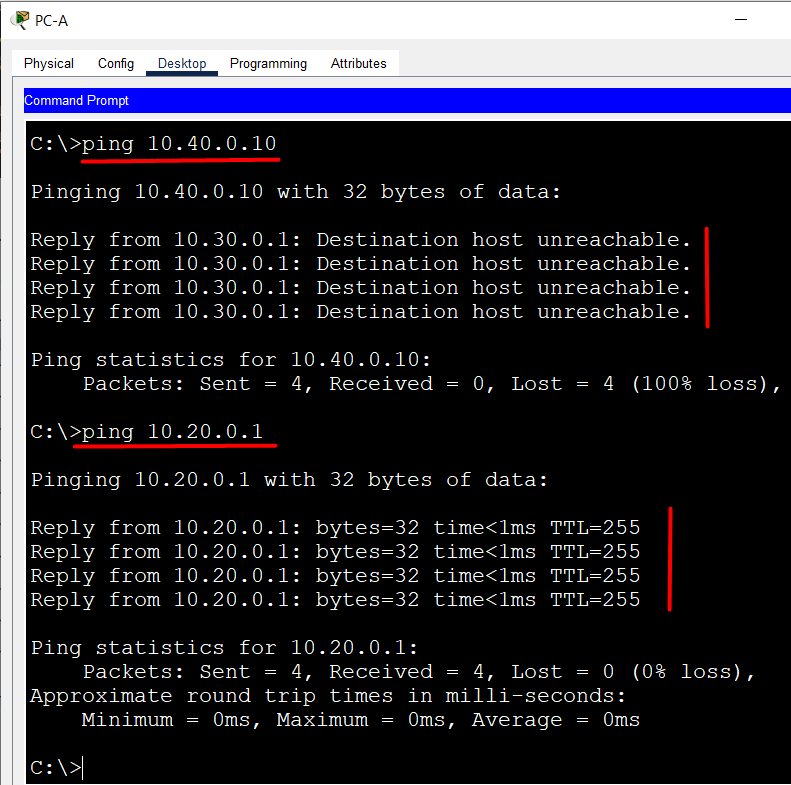 PC-A
Physical Config Desktop Programming Attributes
Command Prompt
C:\>ping 10.40.0.10
Pinging 10.40.0.10 with 32 bytes of data:
Reply from 10.30.0.1: Destination host unreachable.
Reply from 10.30.0.1: Destination host unreachable.
Reply from 10.30.0.1: Destination host unreachable.
Reply from 10.30.0.1: Destination host unreachable.
Ping statistics for 10.40.0.10:
Packets: Sent = 4, Received = 0, Lost = 4 (100% loss),
C:\>ping 10.20.0.1
Pinging 10.20.0.1 with 32 bytes of data:
Reply from 10.20.0.1: bytes=32 time<1ms TTL=255
Reply from 10.20.0.1: bytes=32 time<1ms TTL=255
Reply from 10.20.0.1: bytes=32 time<1ms TTL=255
Reply from 10.20.0.1: bytes=32 time<1ms TTL=255
Ping statistics for 10.20.0.1:
Packets: Sent = 4, Received = 4, Lost = 0 (0% loss),
Approximate round trip times in milli-seconds:
Minimum = 0ms, Maximum = 0ms, Average = 0ms
C:\>